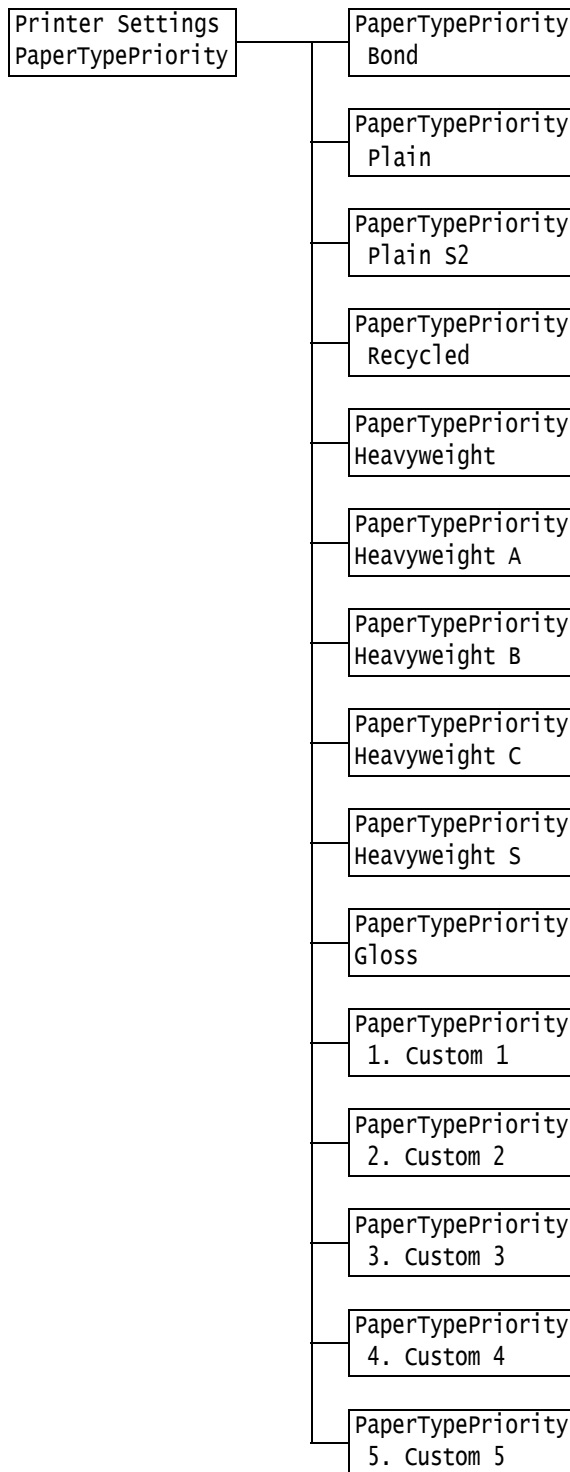 Printer Settings
PaperTypePriority
PaperTypePriority
Bond
PaperTypePriority
Plain
PaperTypePriority
Plain S2
PaperTypePriority
Recycled
PaperTypePriority
Heavyweight
PaperTypePriority
Heavyweight A
PaperTypePriority
Heavyweight B
PaperTypePriority
Heavyweight C
PaperTypePriority
Heavyweight S
PaperTypePriority
Gloss
PaperTypePriority
1. Custom 1
PaperTypePriority
2. Custom 2
PaperTypePriority
3. Custom 3
PaperTypePriority
4. Custom 4
PaperTypePriority
5. Custom 5